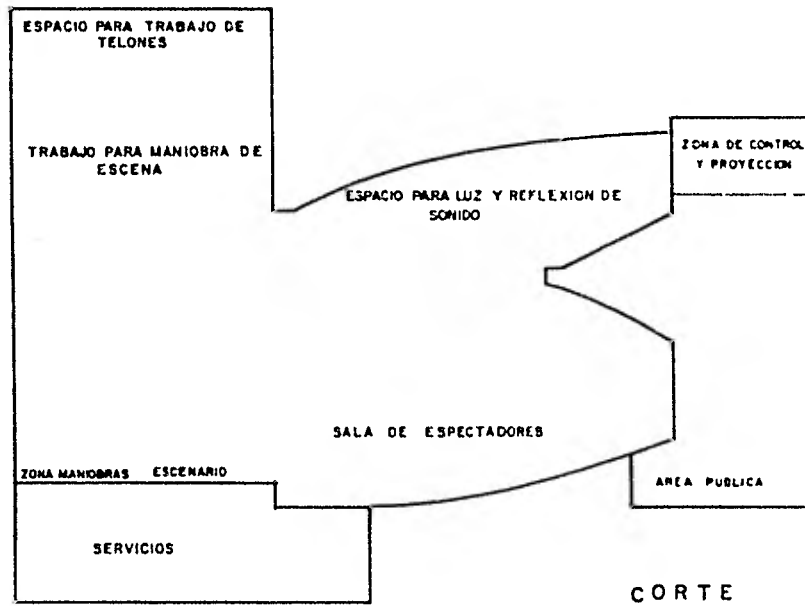 ESPACIO PARA TRABAJO DE
TELONES
TRABAJO PARA MANIOBRA DE
ESCENA
ESPACIO PARA LUZ Y REFLEXION DE
SONIDO
ZONA DE CONTROL
Y PROYECCION
SALA DE ESPECTADORES
ZONA MANIOBRAS
ESCENARIO
AREA PUBLICA
SERVICIOS
CORTE